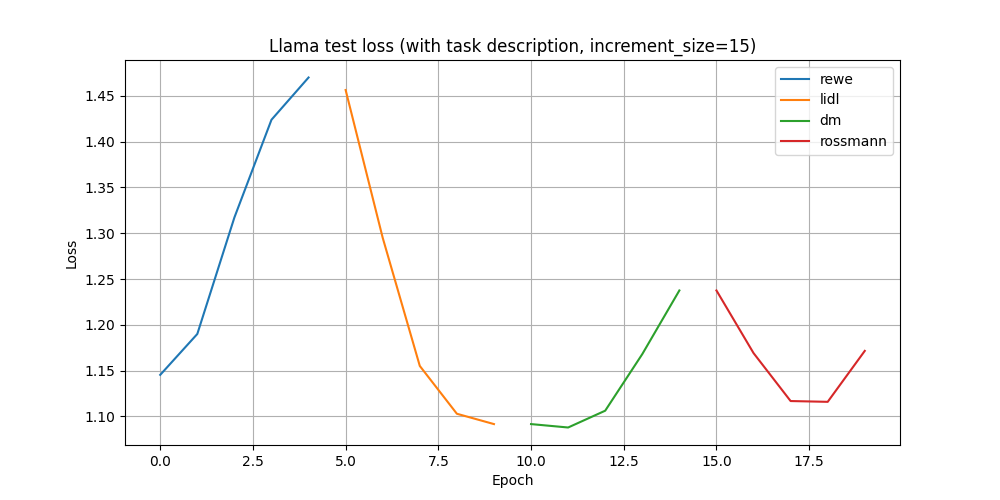 Llama test loss (with task description, increment_size=15)
rewe
lidl
dm
rossmann
1.45
1.40
1.35
1.30
1.25
1.20
1.15
1.10
Loss
0.0 2.5 5.0 7.5 10.0 12.5 15.0 17.5
Epoch